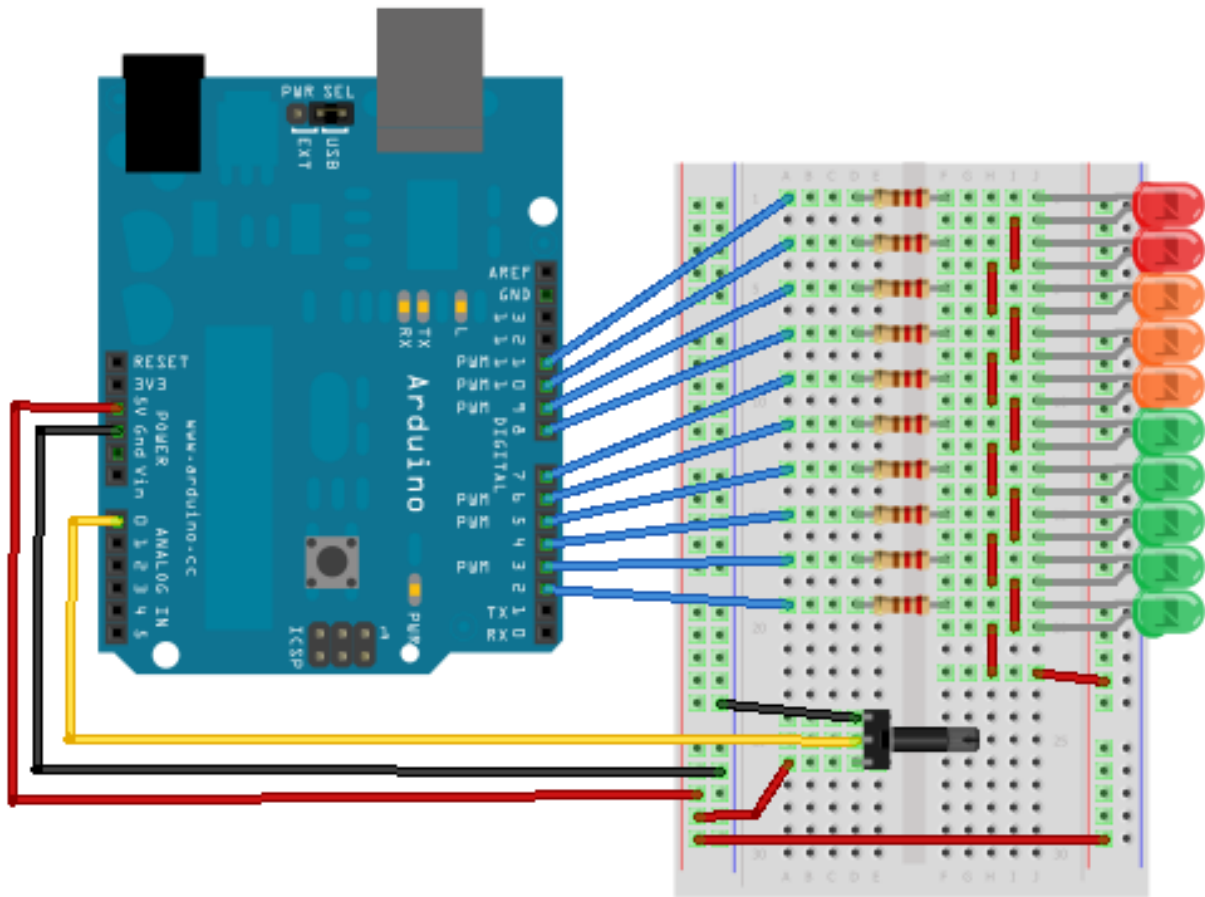 PWR SEL
EXT
USB
AREF
GND
13
12
RX
TX
L
PWM 11
PWM 10
PWM 9
8
DIGITAL
7
PWM 6
PWM 5
4
PWM 3
2
TX 1
RX 0
Arduino
www.arduino.cc
RESET
3V3
5V
Gnd
Vin
POWER
0
1
2
3
4
5
ANALOG IN
ICSP
1
PWR
A B C D E F G H I J
1
5
20
25
30 30
A B C D E F G H I J